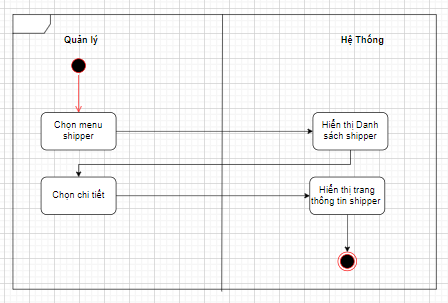 Quản lý
Hệ Thống
Chọn menu
shipper
Hiển thị Danh
sách shipper
Chọn chi tiết
Hiển thị trang
thông tin shipper